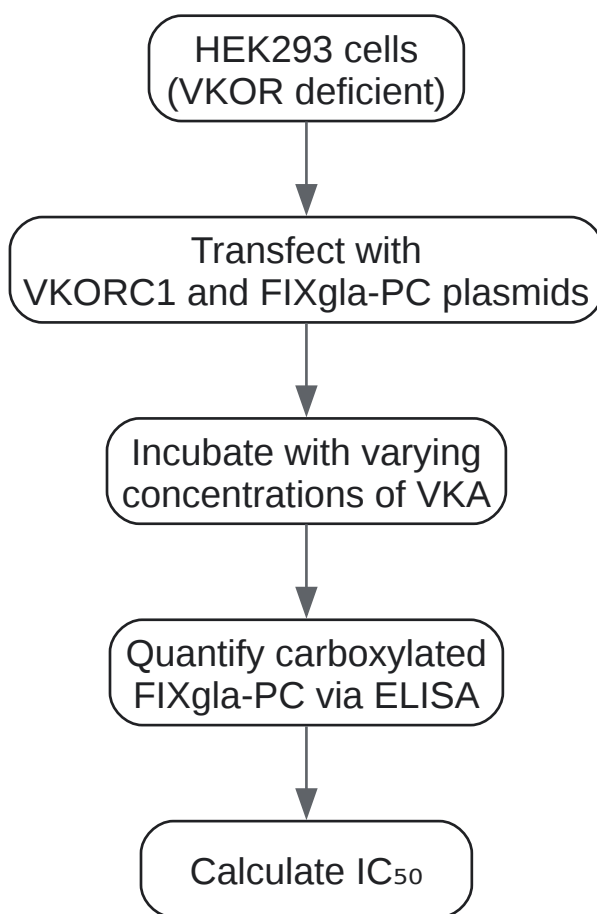 HEK293 cells
(VKOR deficient)
Transfect with
VKORC1 and FIXgla-PC plasmids
Incubate with varying
concentrations of VKA
Quantify carboxylated
FIXgla-PC via ELISA
Calculate IC₅₀